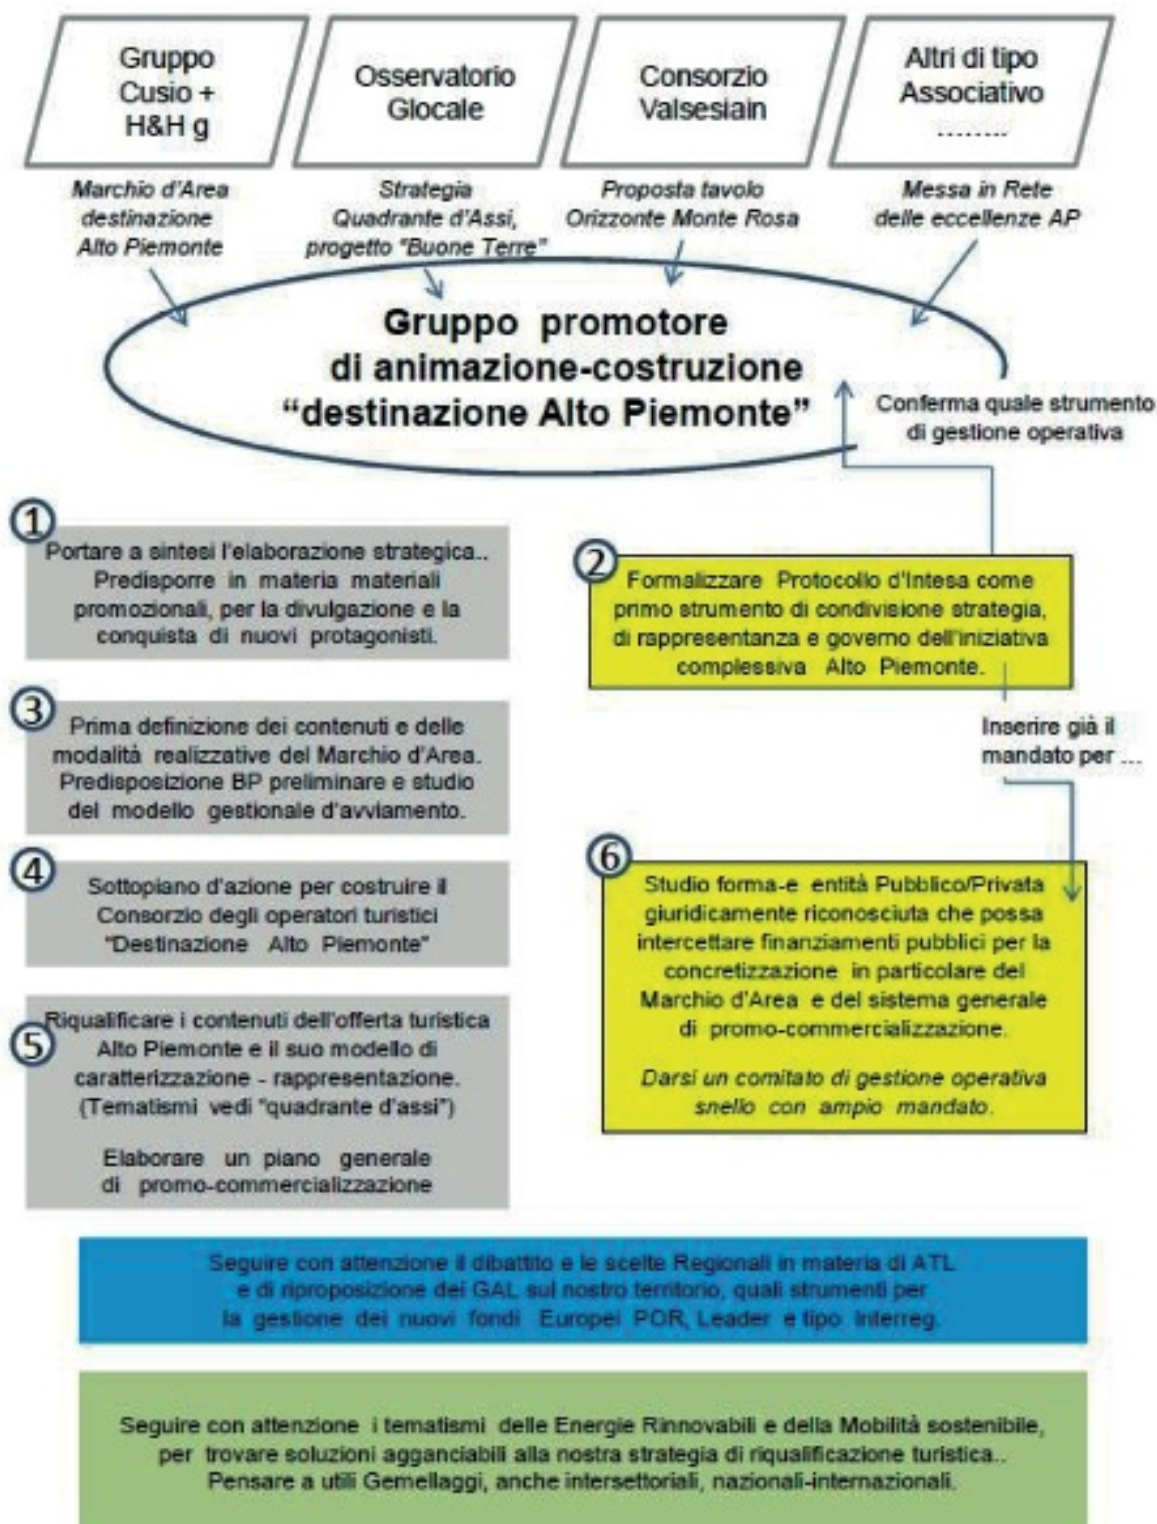 Gruppo
Cusio +
H&H g
Osservatorio
Glocale
Consorzio
Valsesiain
Altri di tipo
Associativo
........
Marchio d'Area
destinazione
Alto Piemonte
Strategia
Quadrante d'Assi,
progetto "Buone Terre"
Proposta tavolo
Orizzonte Monte Rosa
Messa in Rete
delle eccellenze AP
Gruppo promotore
di animazione-costruzione
“destinazione Alto Piemonte”
Conferma quale strumento
di gestione operativa
1
Portare a sintesi l'elaborazione strategica..
Predisporre in materia materiali
promozionali, per la divulgazione e la
conquista di nuovi protagonisti.
2
Formalizzare Protocollo d'Intesa come
primo strumento di condivisione strategia,
di rappresentanza e governo dell'iniziativa
complessiva Alto Piemonte.
3
Prima definizione dei contenuti e delle
modalità realizzative del Marchio d'Area.
Predisposizione BP preliminare e studio
del modello gestionale d'avviamento.
Inserire già il
mandato per ...
4
Sottopiano d'azione per costruire il
Consorzio degli operatori turistici
"Destinazione Alto Piemonte"
5
Riqualificare i contenuti dell'offerta turistica
Alto Piemonte e il suo modello di
caratterizzazione - rappresentazione.
(Tematismi vedi "quadrante d'assi")
Elaborare un piano generale
di promo-commercializzazione
6
Studio forma-e entità Pubblico/Privata
giuridicamente riconosciuta che possa
intercettare finanziamenti pubblici per la
concretizzazione in particolare del
Marchio d'Area e del sistema generale
di promo-commercializzazione.
Darsi un comitato di gestione operativa
snello con ampio mandato.
Seguire con attenzione il dibattito e le scelte Regionali in materia di ATL
e di riproposizione dei GAL sul nostro territorio, quali strumenti per
la gestione dei nuovi fondi Europei POR, Leader e tipo Interreg.
Seguire con attenzione i tematismi delle Energie Rinnovabili e della Mobilità sostenibile,
per trovare soluzioni agganciabili alla nostra strategia di riqualificazione turistica..
Pensare a utili Gemellaggi, anche intersettoriali, nazionali-internazionali.